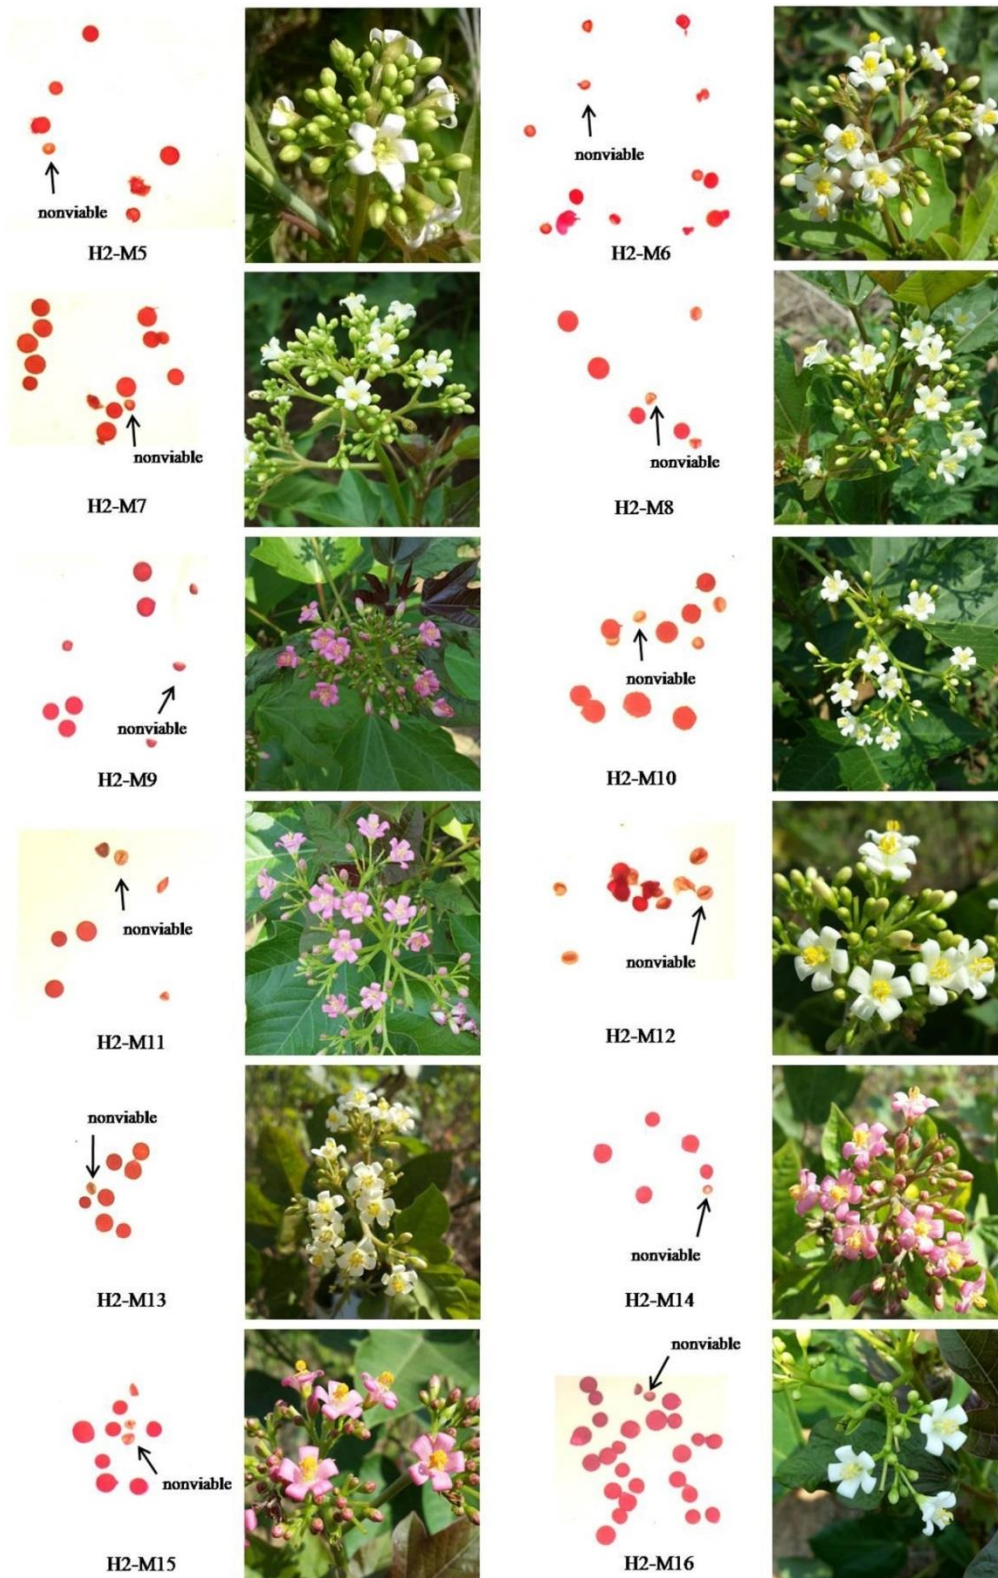 nonviable
H2-M5
nonviable
H2-M6
nonviable
H2-M7
nonviable
H2-M8
nonviable
H2-M9
nonviable
H2-M10
nonviable
H2-M11
nonviable
H2-M12
nonviable
H2-M13
nonviable
H2-M14
nonviable
H2-M15
nonviable
H2-M16